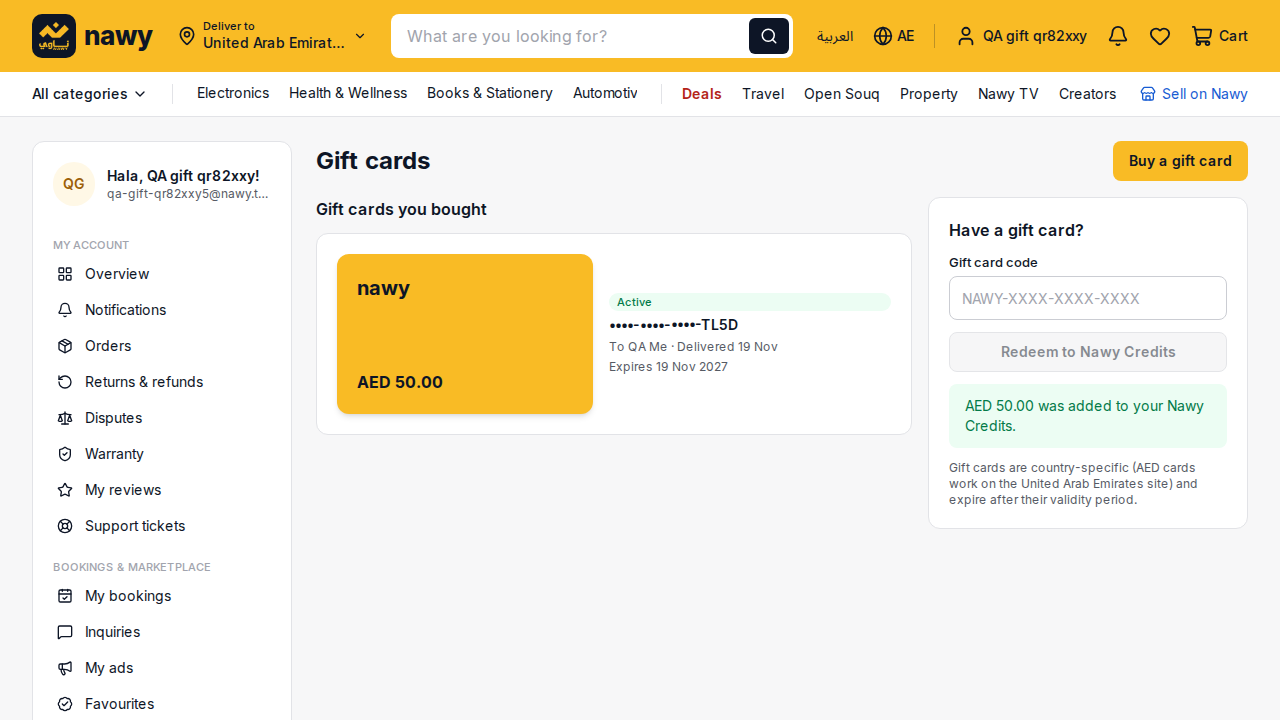 ناوي
nawy
Deliver to
United Arab Emirat...
What are you looking for?
العربية
AE
QA gift qr82xxy
Cart
All categories
Electronics
Health & Wellness
Books & Stationery
Automotiv
Deals
Travel
Open Souq
Property
Nawy TV
Creators
Sell on Nawy
QG
Hala, QA gift qr82xxy!
qa-gift-qr82xxy5@nawy.t...
MY ACCOUNT
Overview
Notifications
Orders
Returns & refunds
Disputes
Warranty
My reviews
Support tickets
BOOKINGS & MARKETPLACE
My bookings
Inquiries
My ads
Favourites
Gift cards
Buy a gift card
Gift cards you bought
nawy
AED 50.00
Active
••••-••••-••••-TL5D
To QA Me · Delivered 19 Nov
Expires 19 Nov 2027
Have a gift card?
Gift card code
NAWY-XXXX-XXXX-XXXX
Redeem to Nawy Credits
AED 50.00 was added to your Nawy
Credits.
Gift cards are country-specific (AED cards
work on the United Arab Emirates site) and
expire after their validity period.